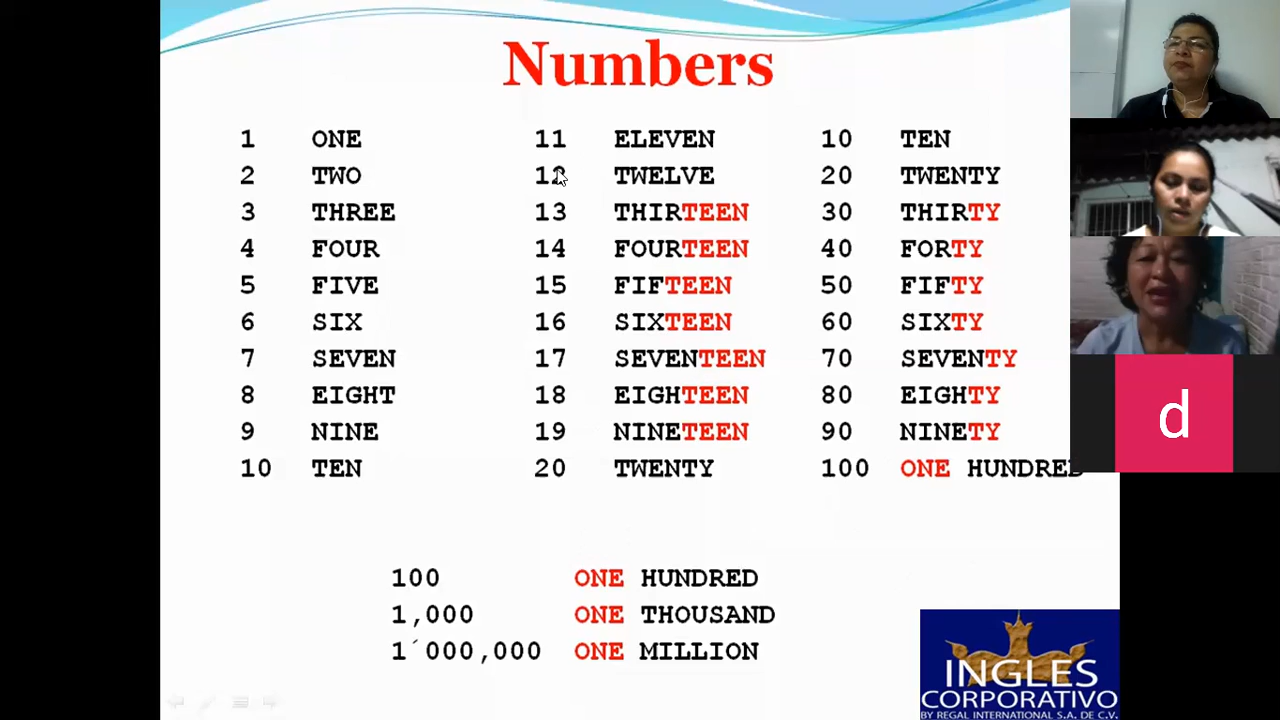 Numbers
1 ONE 11 ELEVEN 10 TEN
2 TWO 12 TWELVE 20 TWENTY
3 THREE 13 THIRTEEN 30 THIRTY
4 FOUR 14 FOURTEEN 40 FORTY
5 FIVE 15 FIFTEEN 50 FIFTY
6 SIX 16 SIXTEEN 60 SIXTY
7 SEVEN 17 SEVENTEEN 70 SEVENTY
8 EIGHT 18 EIGHTEEN 80 EIGHTY
9 NINE 19 NINETEEN 90 NINETY
10 TEN 20 TWENTY 100 ONE HUNDRED
100 ONE HUNDRED
1,000 ONE THOUSAND
1´000,000 ONE MILLION
d
INGLES
CORPORATIVO
BY REGAL INTERNATIONAL S.A. DE C.V.